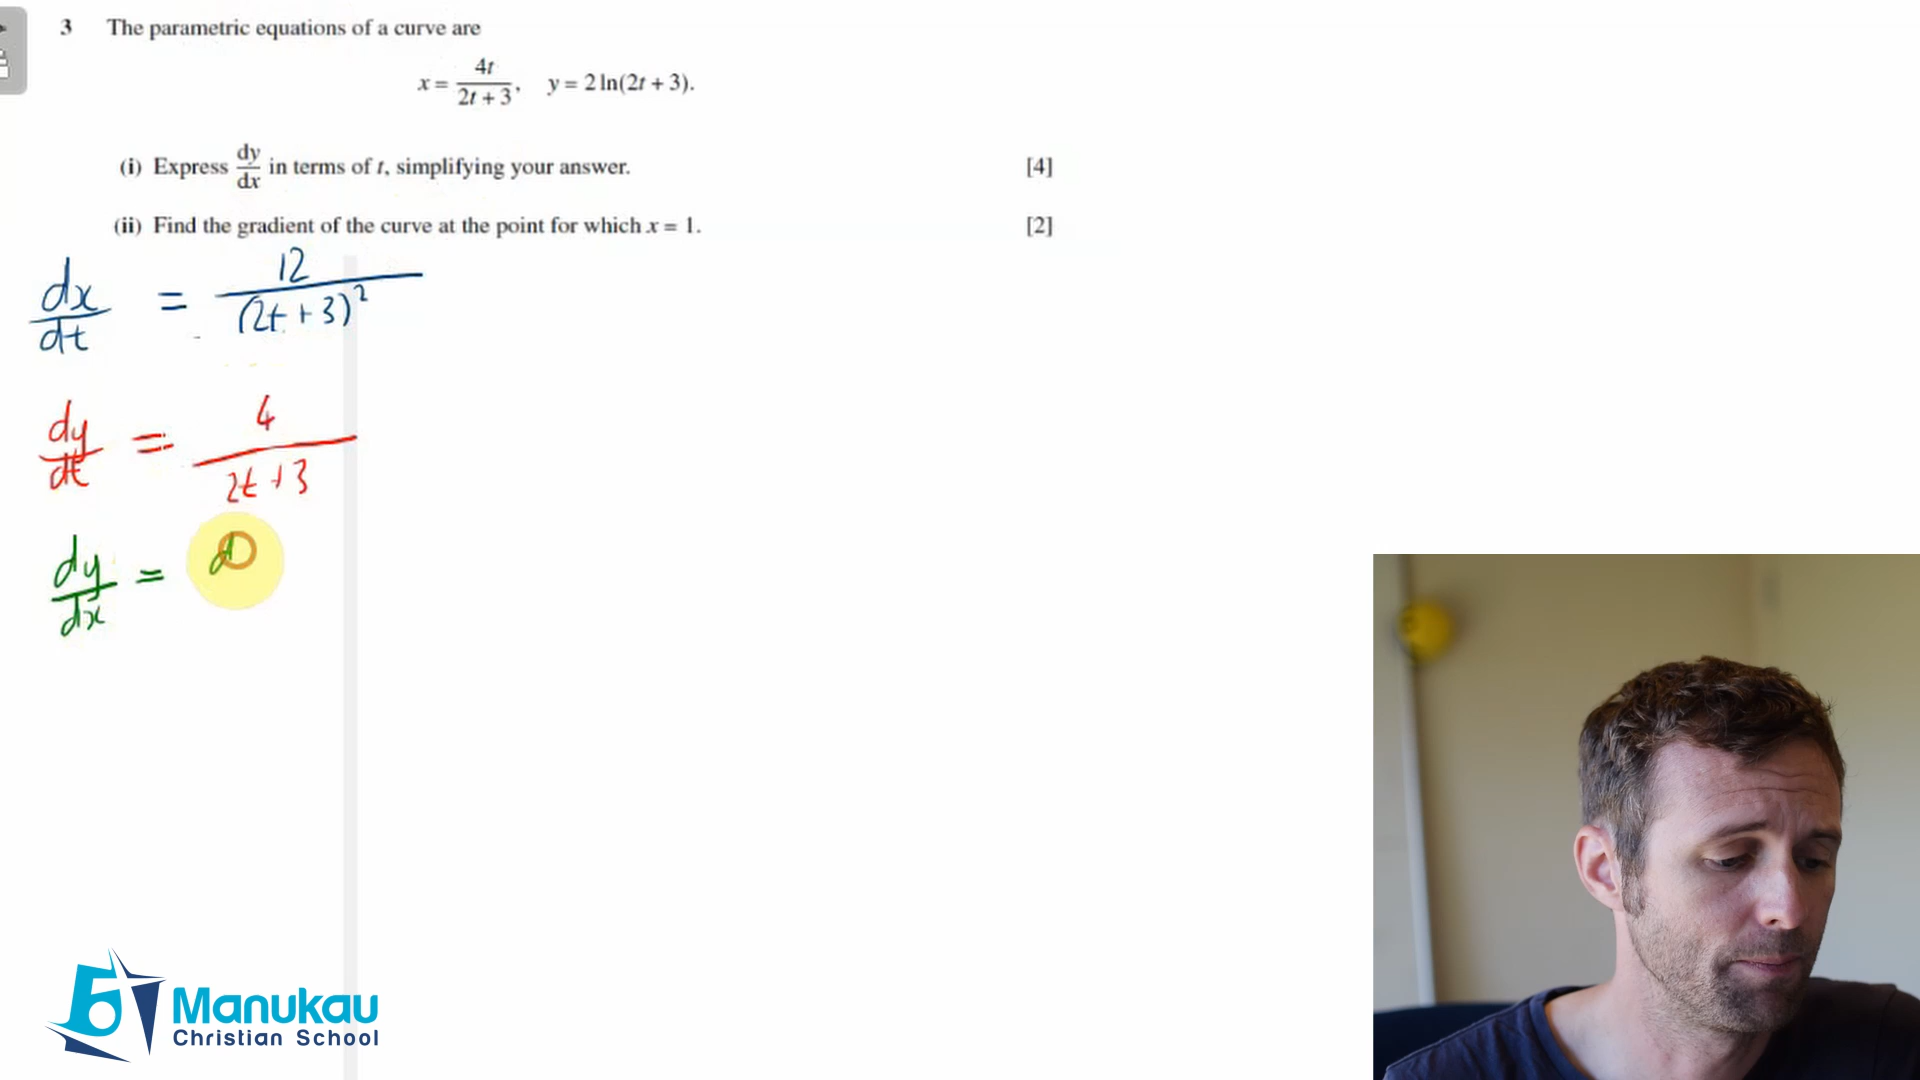 3 The parametric equations of a curve are
x = 4t/(2t + 3), y = 2 ln(2t + 3).
(i) Express dy/dx in terms of t, simplifying your answer. [4]
(ii) Find the gradient of the curve at the point for which x = 1. [2]
dx/dt = 12/(2t + 3)²
dy/dt = 4/(2t + 3)
dy/dx = d
Manukau
Christian School